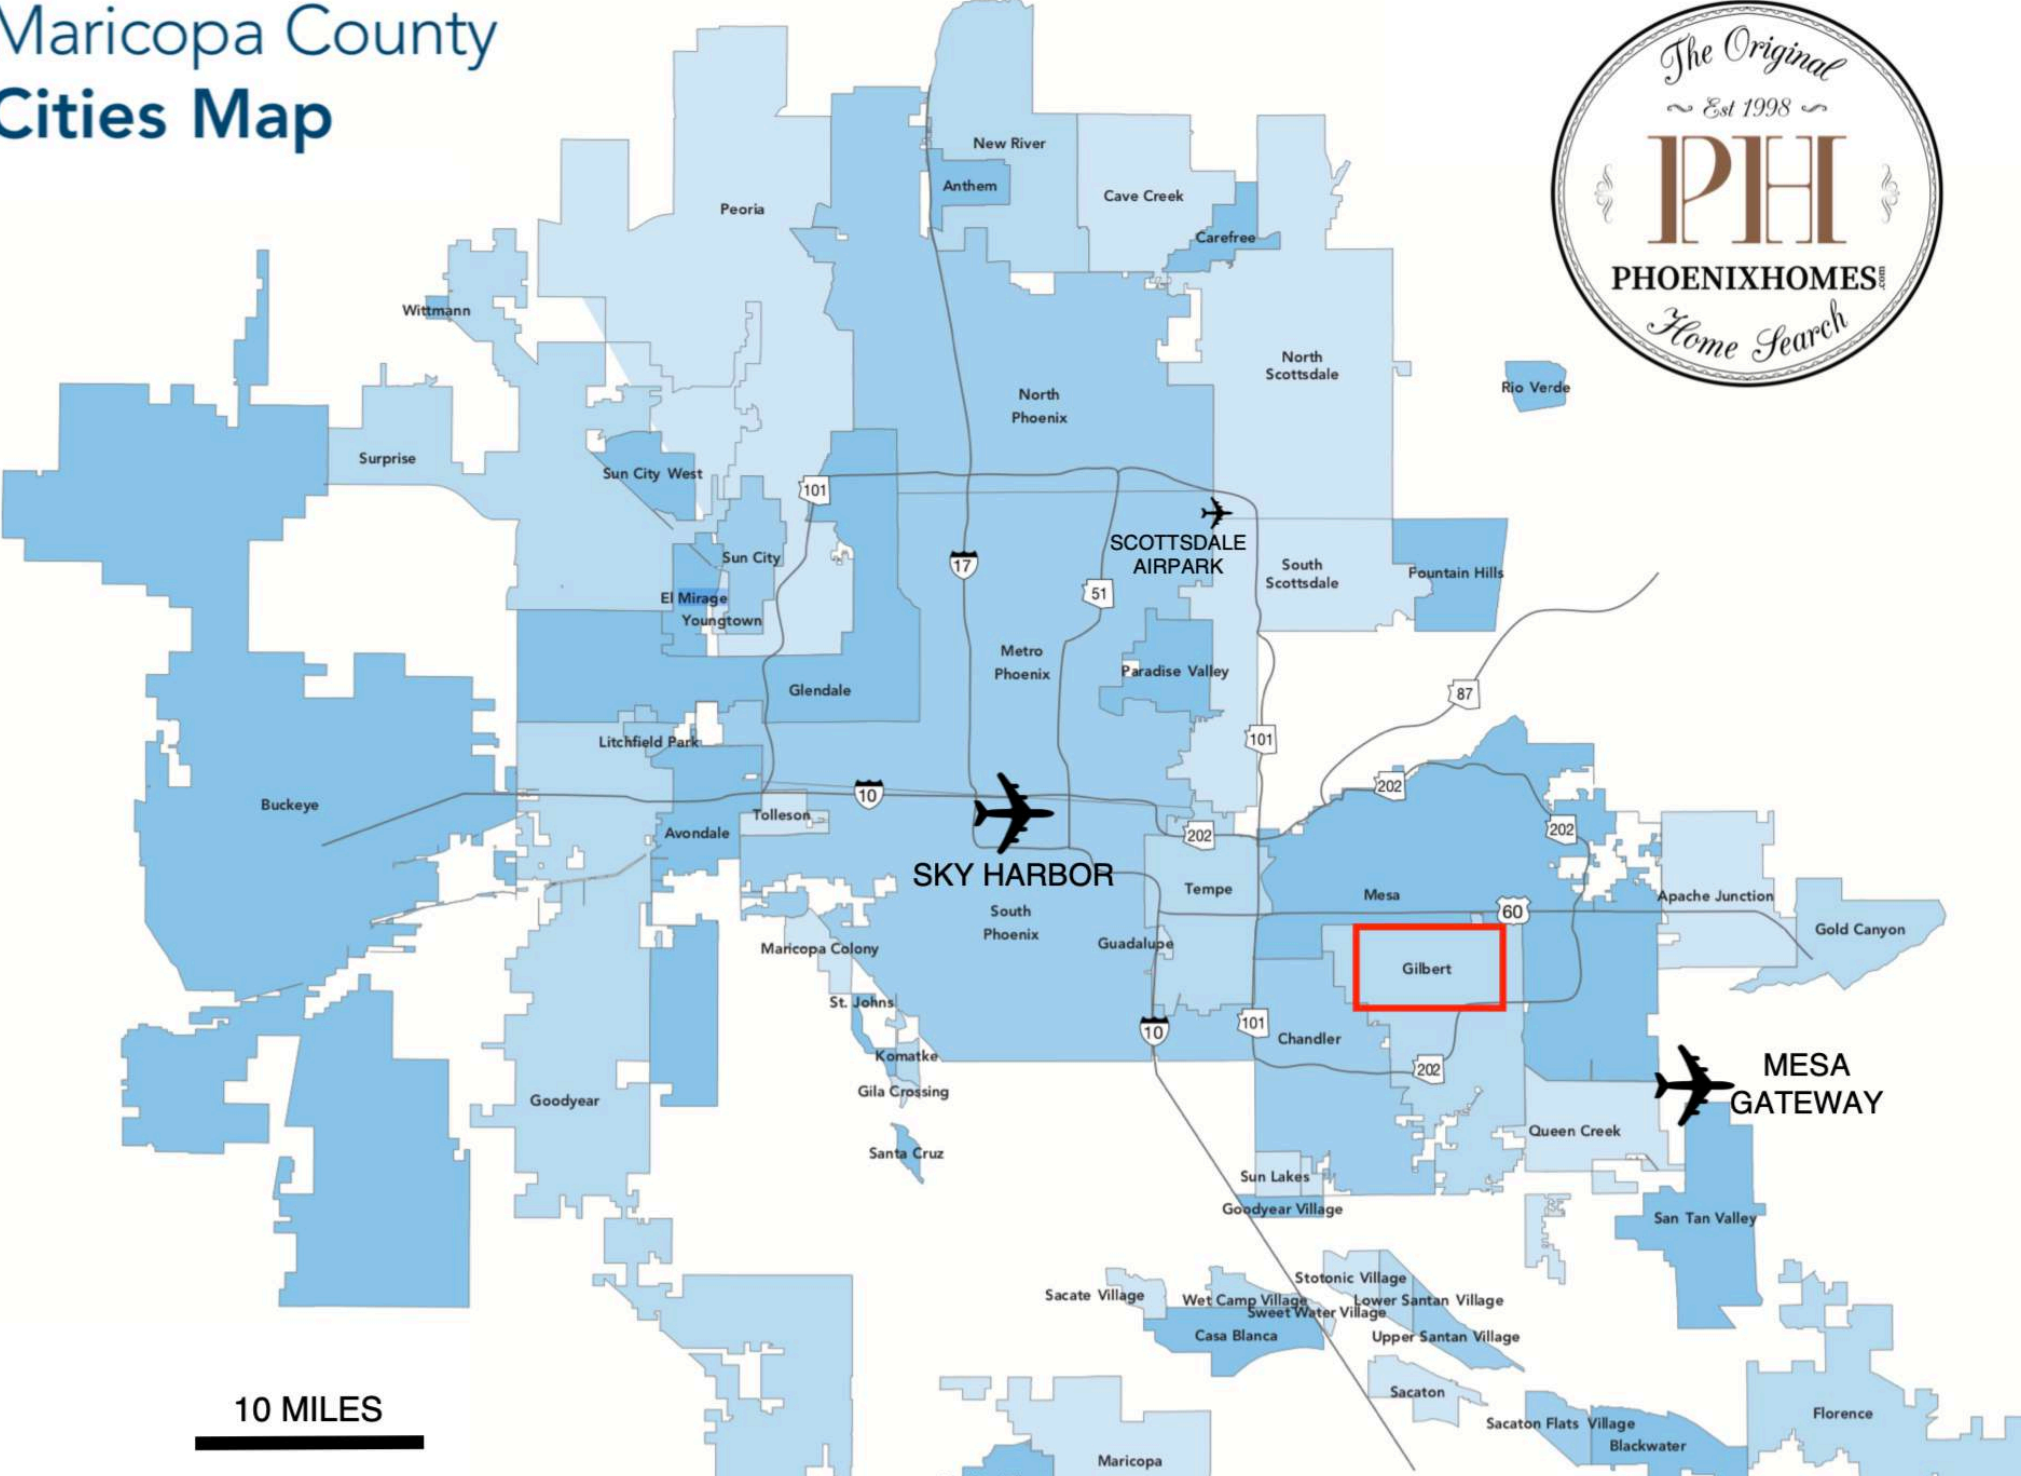 Maricopa County
Cities Map
The Original
Est 1998
PH
PHOENIXHOMES.com
Home Search
New River
Anthem
Cave Creek
Peoria
Carefree
Wittmann
North
Scottsdale
Rio Verde
North
Phoenix
Surprise
Sun City West
101
SCOTTSDALE
AIRPARK
Sun City
17
51
South
Scottsdale
Fountain Hills
El Mirage
Youngtown
Metro
Phoenix
Paradise Valley
Glendale
87
Litchfield Park
101
202
10
Buckeye
Tolleson
Avondale
202
202
SKY HARBOR
Tempe
Mesa
Apache Junction
60
South
Phoenix
Gold Canyon
Guadalupe
Maricopa Colony
Gilbert
St. Johns
10
101
Chandler
Komatke
202
MESA
GATEWAY
Gila Crossing
Goodyear
Queen Creek
Santa Cruz
Sun Lakes
Goodyear Village
San Tan Valley
Stotonic Village
Sacate Village
Wet Camp Village
Lower Santan Village
Sweet Water Village
Casa Blanca
Upper Santan Village
Sacaton
10 MILES
Sacaton Flats Village
Florence
Blackwater
Maricopa